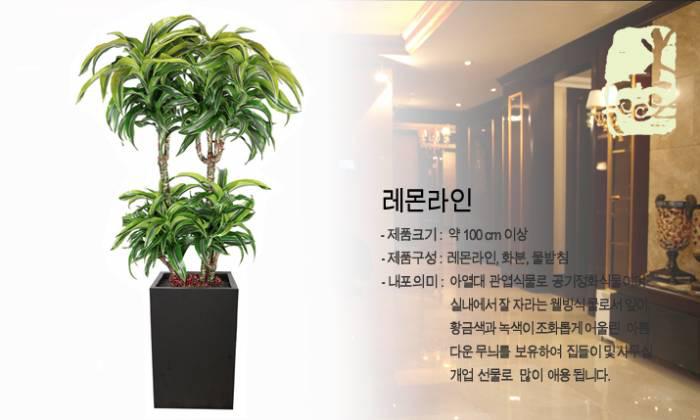 레몬라인
- 제품크기 : 약 100 cm 이상
- 제품구성 : 레몬라인, 화분, 물받침
- 내포의미 : 아열대 관엽식물로 공기정화식물이며
실내에서 잘 자라는 웰빙식물로서 잎이
황금색과 녹색이 조화롭게 어울린 아름
다운 무늬를 보유하여 집들이 및 사무실
개업 선물로 많이 애용 됩니다.